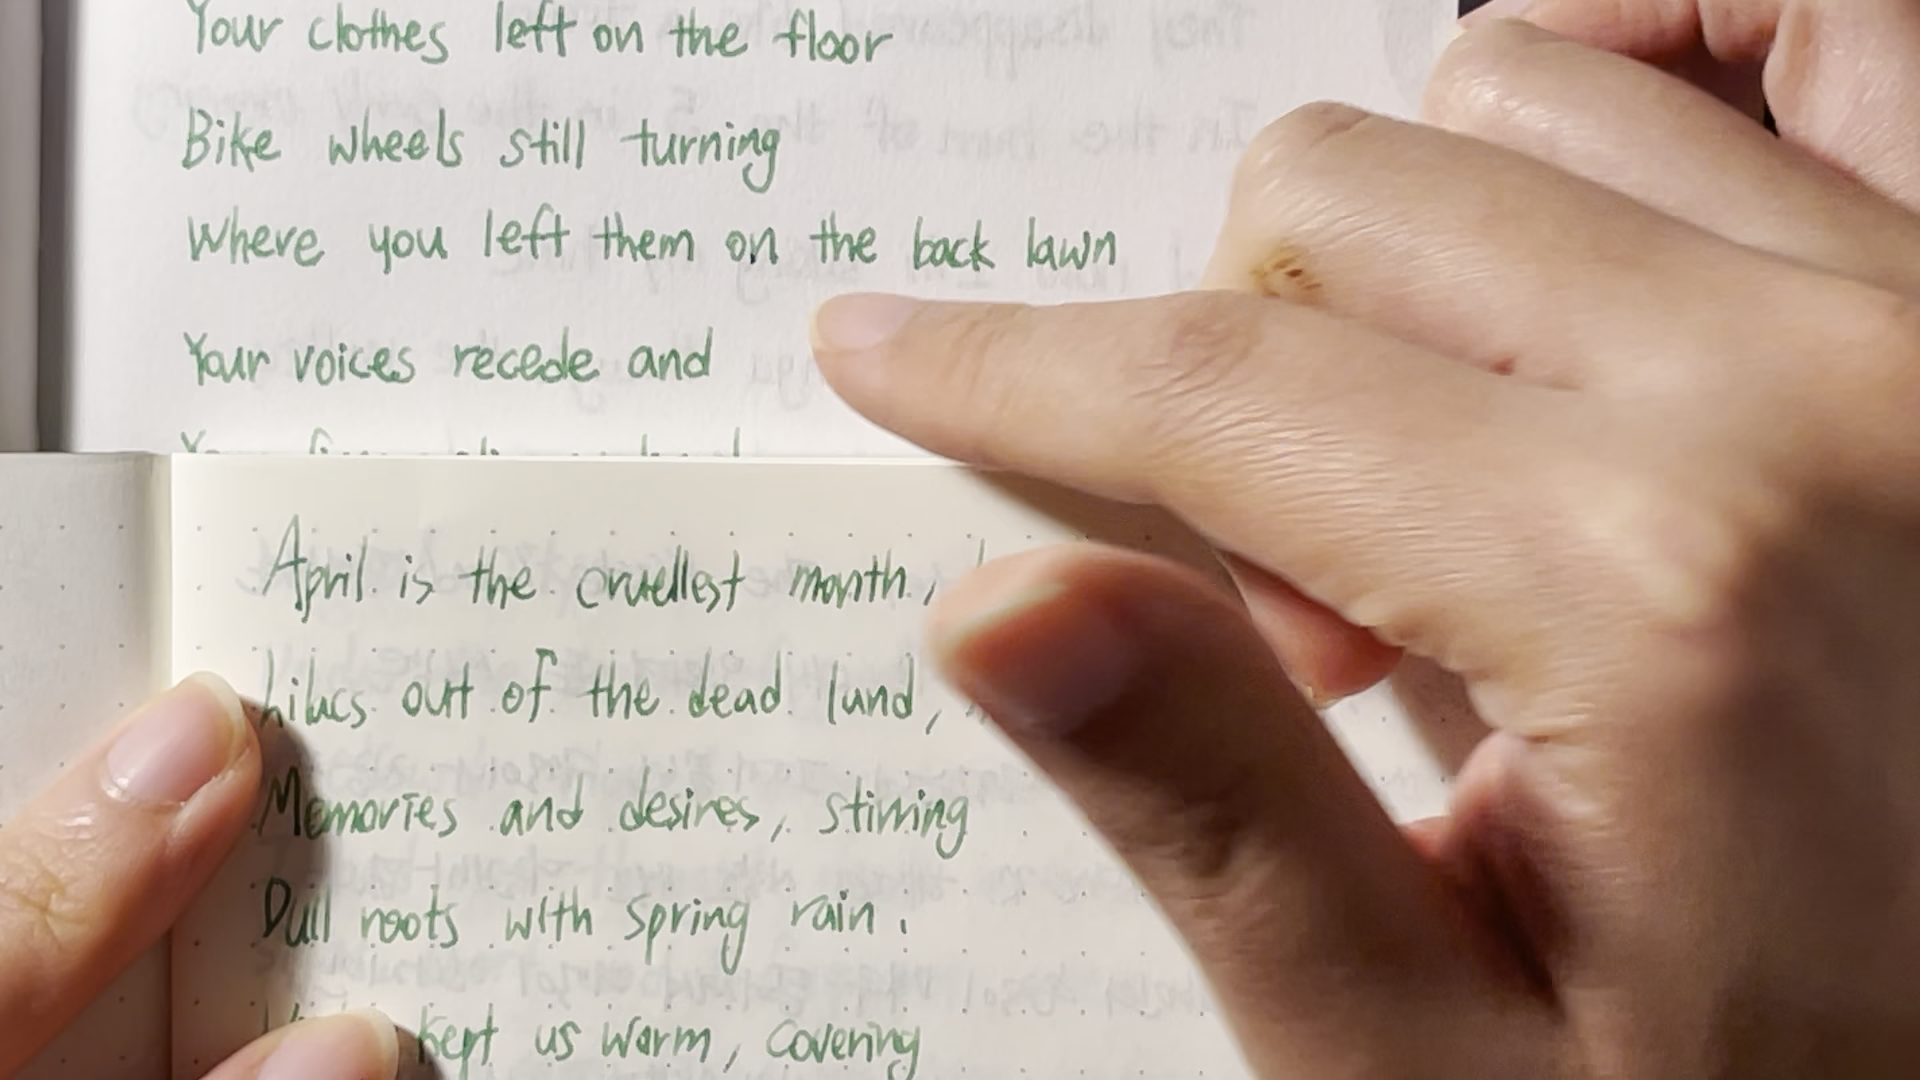 Your clothes left on the floor
Bike wheels still turning
Where you left them on the back lawn
Your voices recede and
April is the cruellest month,
Lilacs out of the dead land,
Memories and desires, stirring
Dull roots with spring rain.
kept us warm, covering